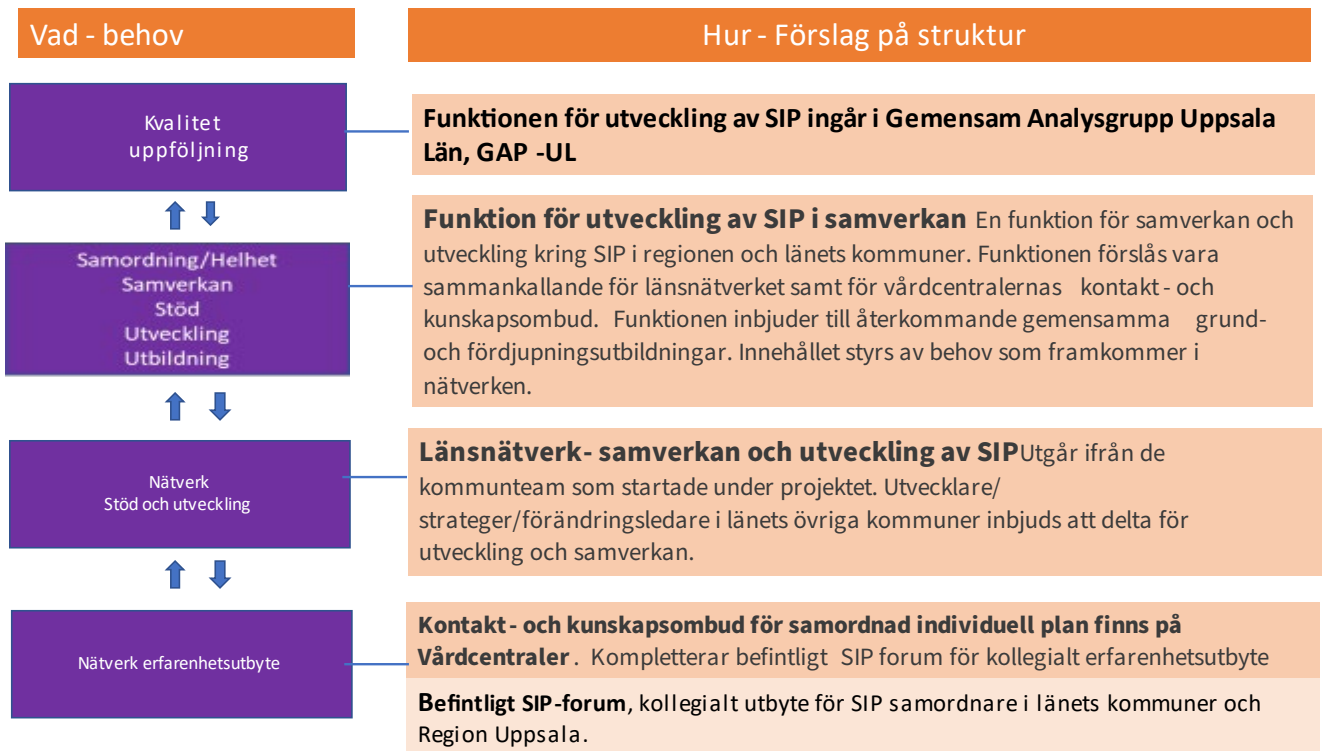 Vad - behov
Hur - Förslag på struktur
Kvalitet
uppföljning
Funktionen för utveckling av SIP ingår i Gemensam Analysgrupp Uppsala
Län, GAP -UL
Samordning/Helhet
Samverkan
Stöd
Utveckling
Utbildning
Funktion för utveckling av SIP i samverkan En funktion för samverkan och
utveckling kring SIP i regionen och länets kommuner. Funktionen förslås vara
sammankallande för länsnätverket samt för vårdcentralernas kontakt - och
kunskapsombud. Funktionen inbjuder till återkommande gemensamma grund-
och fördjupningsutbildningar. Innehållet styrs av behov som framkommer i
nätverken.
Nätverk
Stöd och utveckling
Länsnätverk- samverkan och utveckling av SIPUtgår ifrån de
kommunteam som startade under projektet. Utvecklare/
strateger/förändringsledare i länets övriga kommuner inbjuds att delta för
utveckling och samverkan.
Nätverk erfarenhetsutbyte
Kontakt - och kunskapsombud för samordnad individuell plan finns på
Vårdcentraler . Kompletterar befintligt SIP forum för kollegialt erfarenhetsutbyte
Befintligt SIP-forum, kollegialt utbyte för SIP samordnare i länets kommuner och
Region Uppsala.